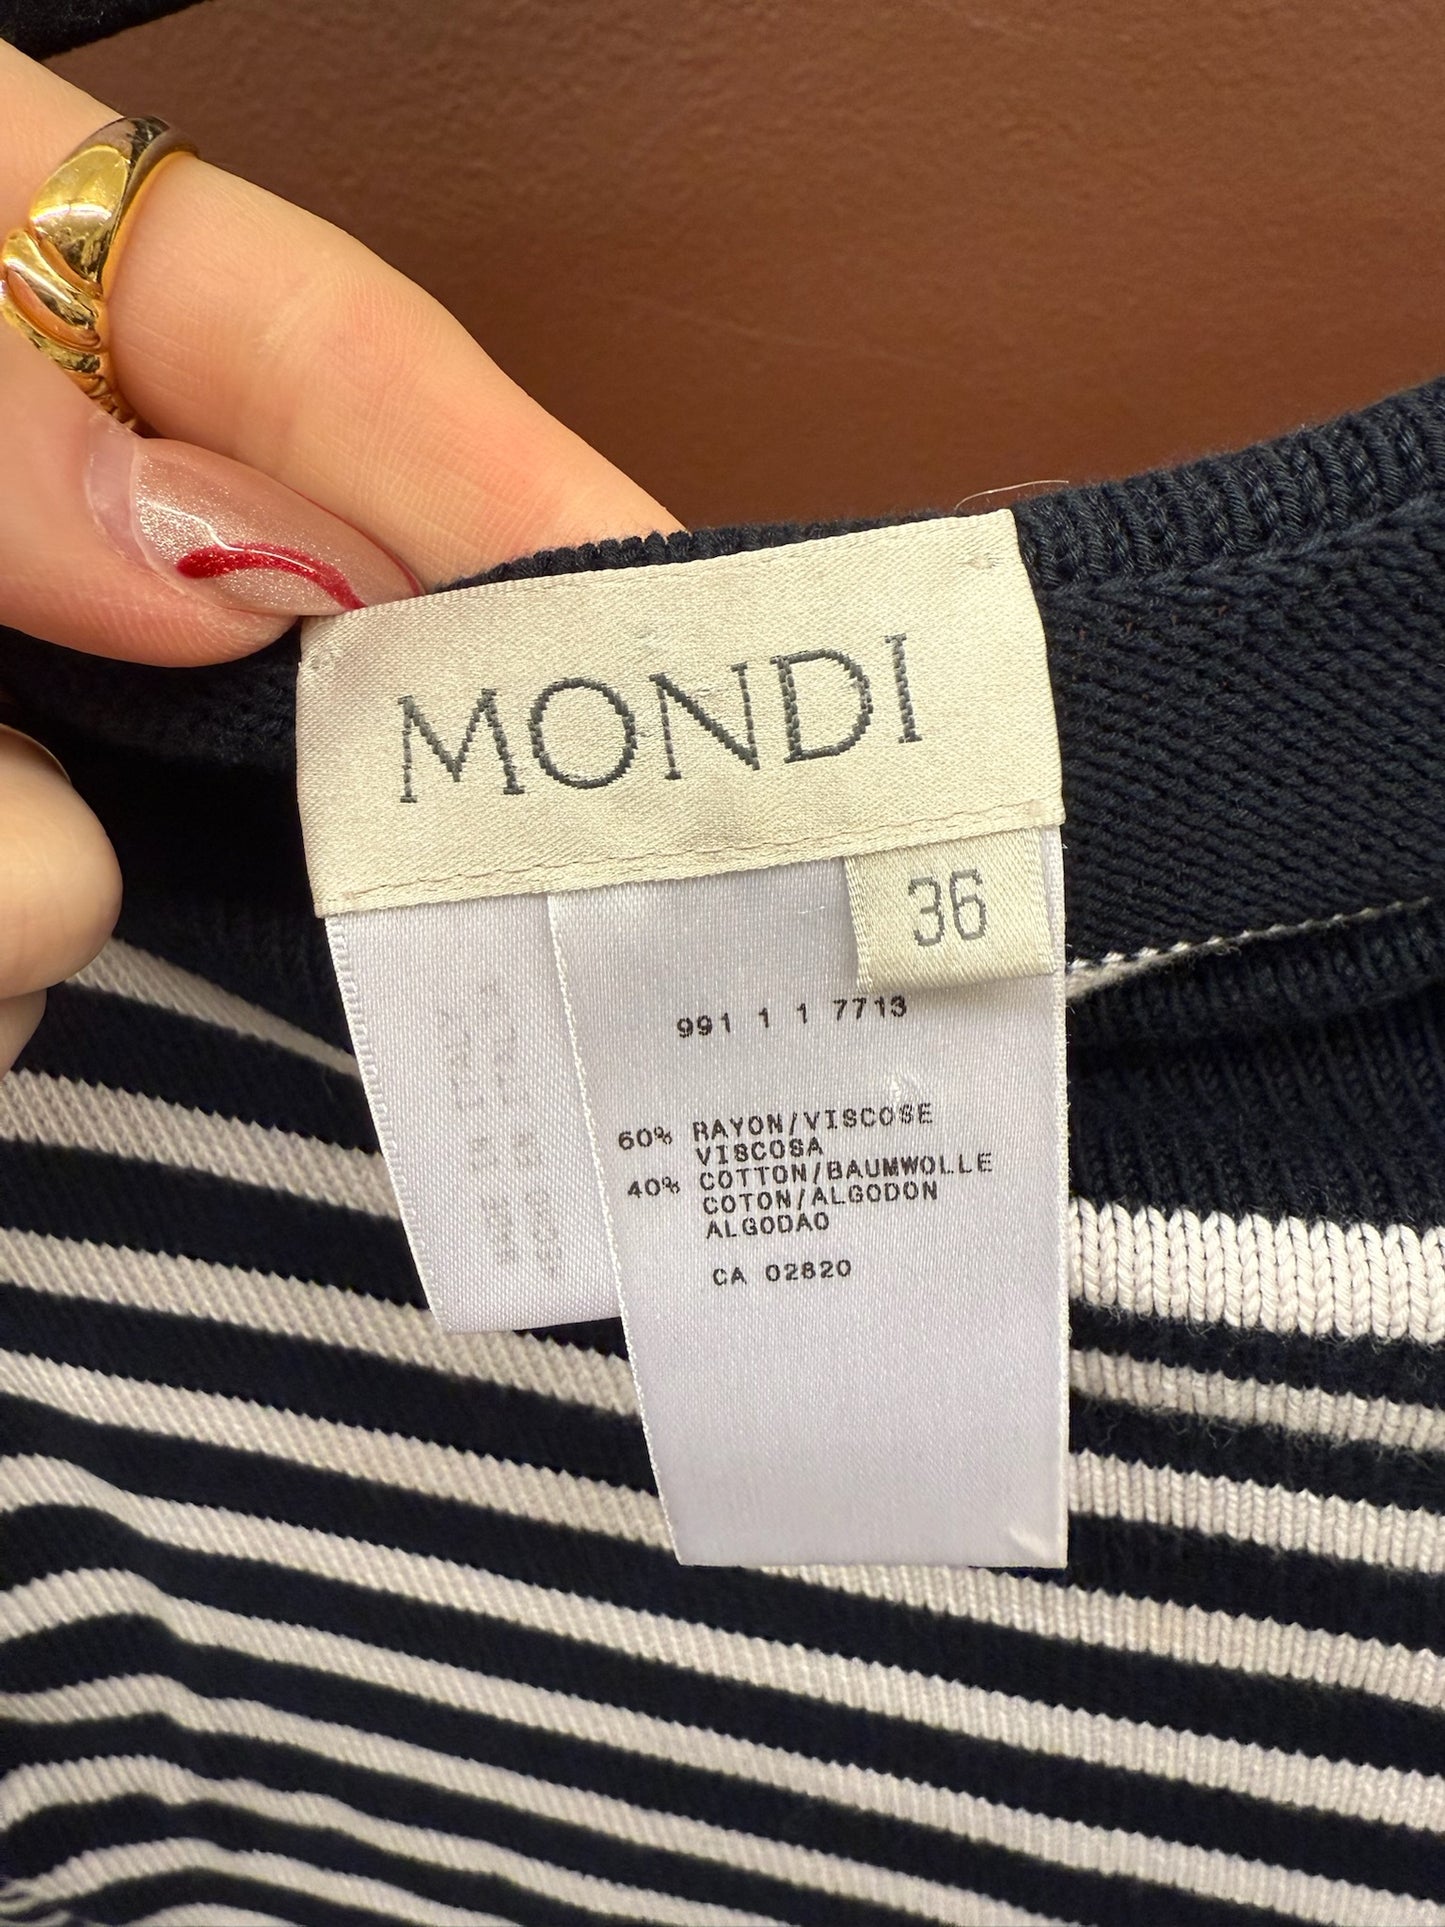 MONDI
36
991 1 1 7713
60% RAYON/VISCOSE
VISCOSA
40% COTTON/BAUMWOLLE
COTON/ALGODON
ALGODAO
CA 02820